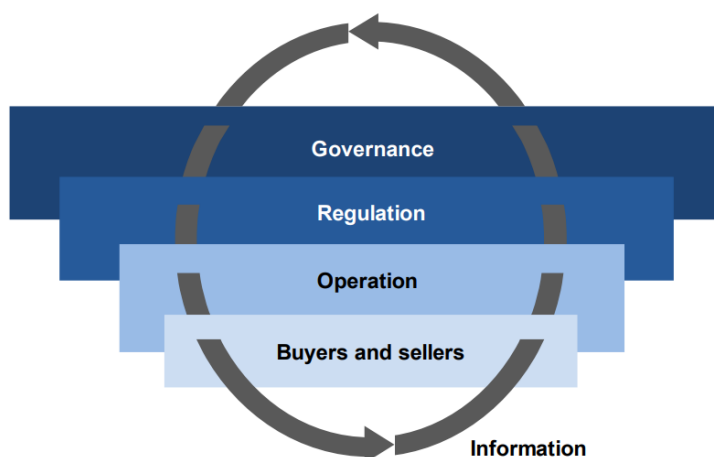 Governance
Regulation
Operation
Buyers and sellers
Information